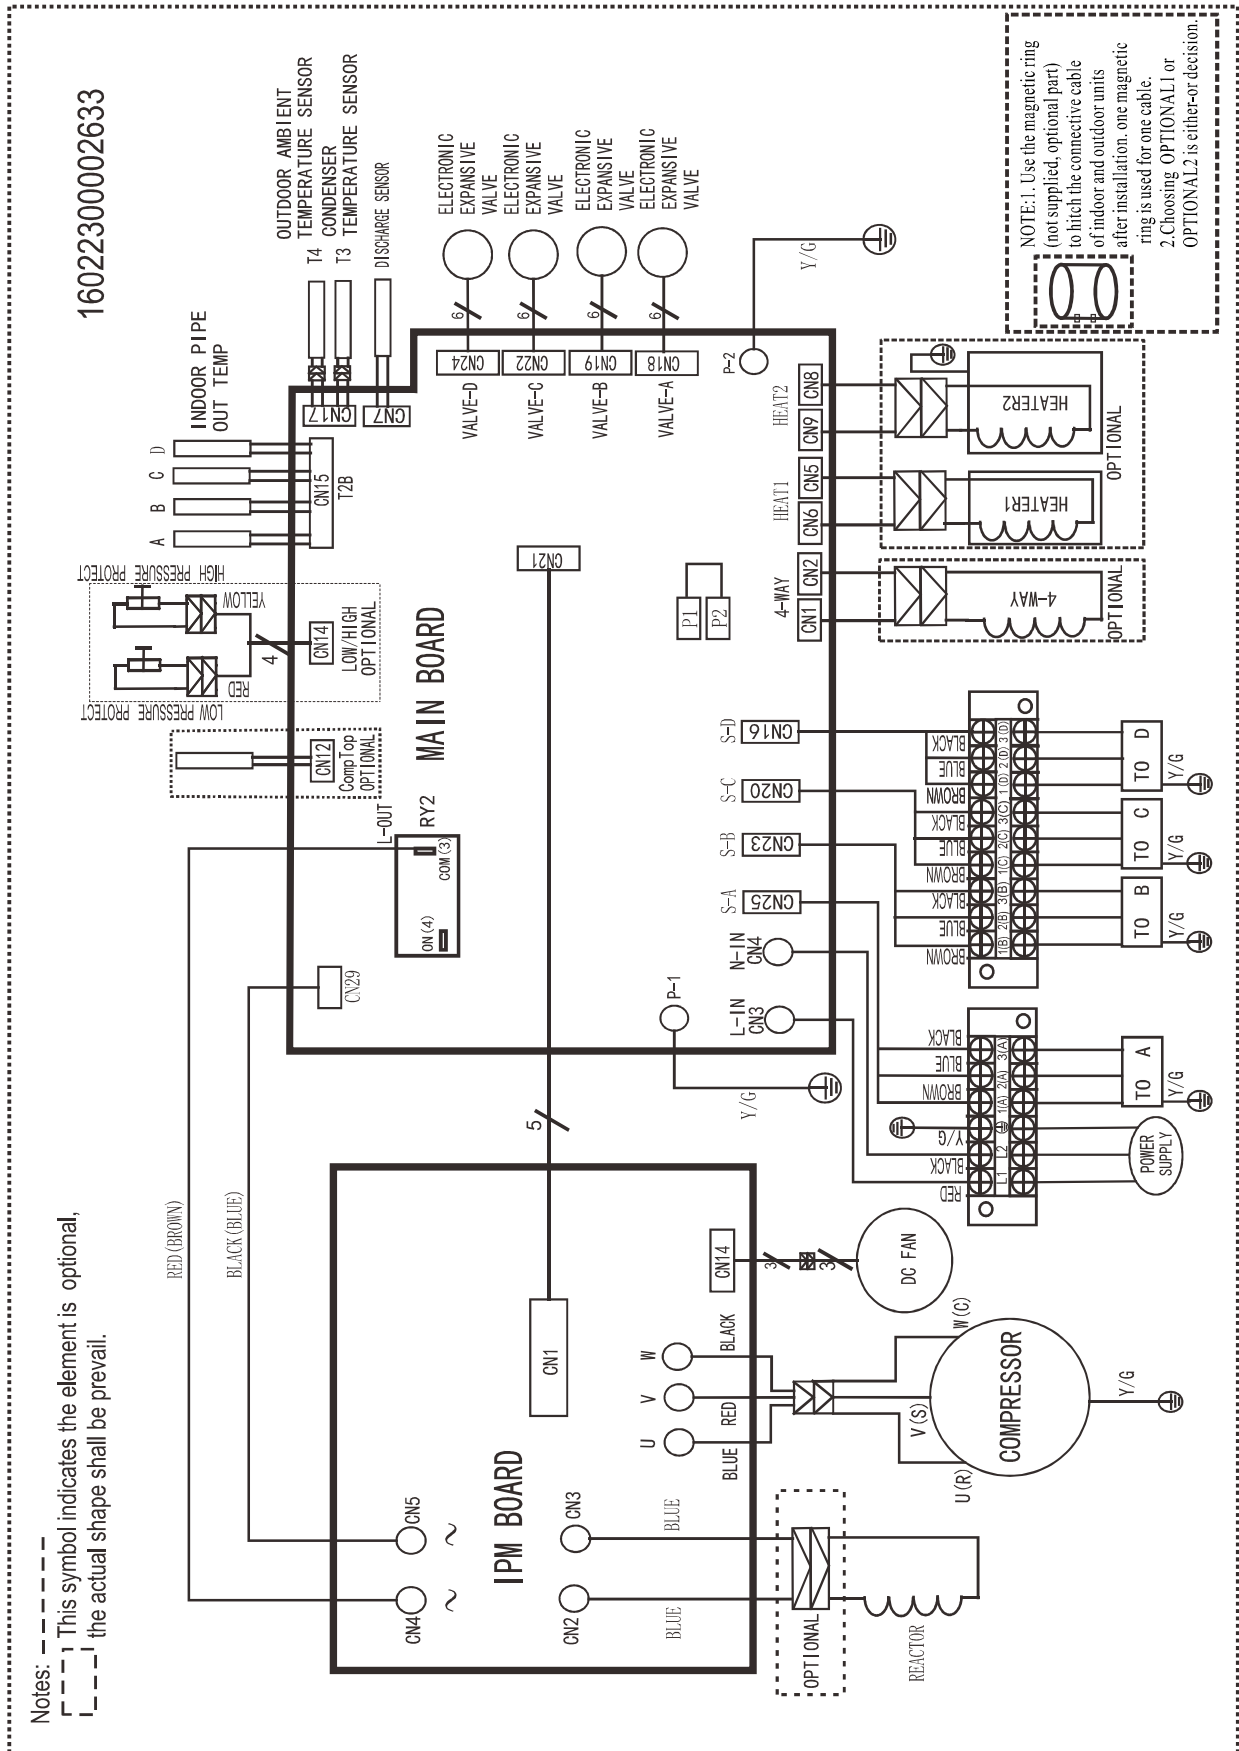 Notes:
This symbol indicates the element is optional,
the actual shape shall be prevail.
16022300002633
RED(BROWN)
BLACK(BLUE)
LOW PRESSURE PROTECT
HIGH PRESSURE PROTECT
RED
YELLOW
4
CN14
LOW/HIGH
OPTIONAL
CN12
CompTop
OPTIONAL
A
B
C
D
INDOOR PIPE
OUT TEMP
CN15
T2B
OUTDOOR AMBIENT
TEMPERATURE SENSOR
T4
CONDENSER
T3
TEMPERATURE SENSOR
DISCHARGE SENSOR
CN17
CN7
CN29
L-OUT
RY2
COM(3)
ON(4)
MAIN BOARD
CN21
5
ELECTRONIC
EXPANSIVE
VALVE
ELECTRONIC
EXPANSIVE
VALVE
ELECTRONIC
EXPANSIVE
VALVE
ELECTRONIC
EXPANSIVE
VALVE
6
6
6
6
CN24
CN22
CN19
CN18
VALVE-D
VALVE-C
VALVE-B
VALVE-A
P-2
Y/G
P1
P2
4-WAY
CN1
CN2
HEAT1
CN6
CN5
HEAT2
CN9
CN8
4-WAY
OPTIONAL
HEATER1
HEATER2
OPTIONAL
NOTE:1. Use the magnetic ring
(not supplied, optional part)
to hitch the connective cable
of indoor and outdoor units
after installation. one magnetic
ring is used for one cable.
2.Choosing OPTIONAL1 or
OPTIONAL2 is either-or decision.
P-1
Y/G
L-IN
CN3
N-IN
CN4
S-A
CN25
S-B
CN23
S-C
CN20
S-D
CN16
RED
BLACK
Y/G
BROWN
BLUE
BLACK
L1
L2
1(A)
2(A)
3(A)
POWER
SUPPLY
TO A
Y/G
BROWN
BLUE
BLACK
BROWN
BLUE
BLACK
BROWN
BLUE
BLACK
1(B)
2(B)
3(B)
1(C)
2(C)
3(C)
1(D)
2(D)
3(D)
TO B
Y/G
TO C
Y/G
TO D
Y/G
IPM BOARD
CN4
CN5
~
~
CN2
CN3
CN1
CN14
3
3
DC FAN
U
V
W
BLUE
RED
BLACK
U(R)
V(S)
W(C)
COMPRESSOR
Y/G
BLUE
BLUE
OPTIONAL
REACTOR